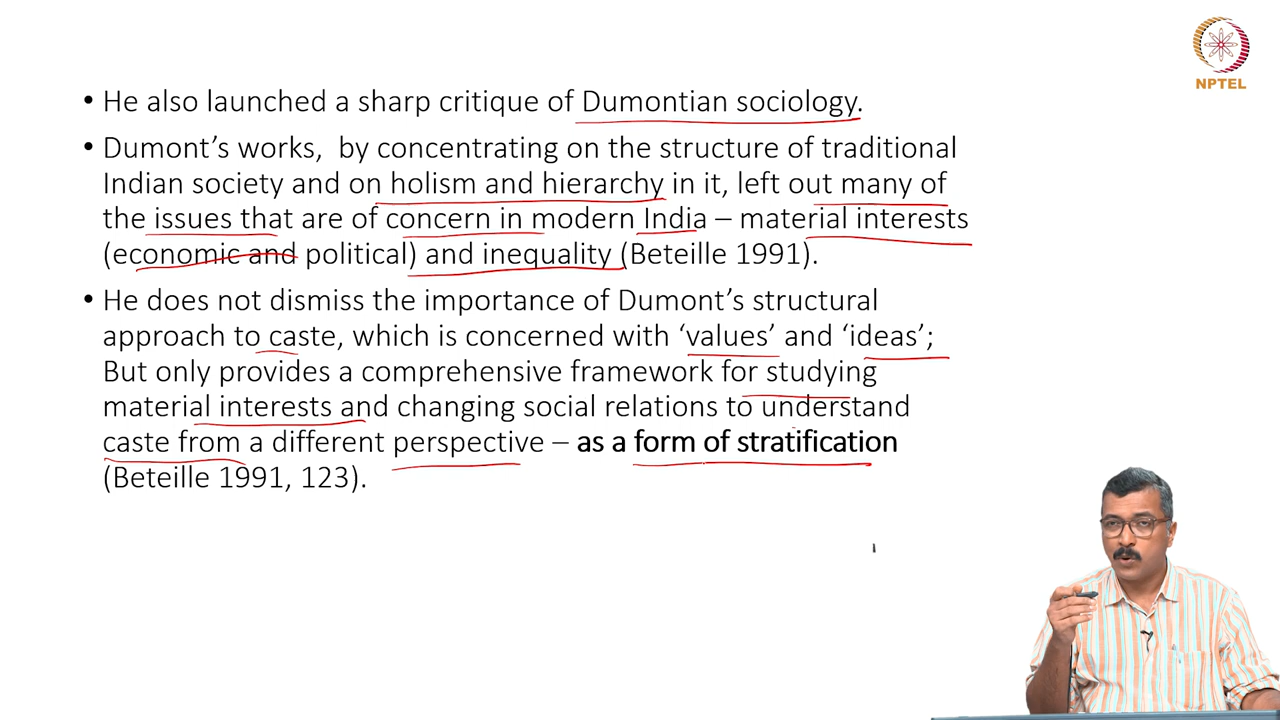 NPTEL
• He also launched a sharp critique of Dumontian sociology.
• Dumont’s works, by concentrating on the structure of traditional
Indian society and on holism and hierarchy in it, left out many of
the issues that are of concern in modern India – material interests
(economic and political) and inequality (Beteille 1991).
• He does not dismiss the importance of Dumont’s structural
approach to caste, which is concerned with ‘values’ and ‘ideas’;
But only provides a comprehensive framework for studying
material interests and changing social relations to understand
caste from a different perspective – as a form of stratification
(Beteille 1991, 123).